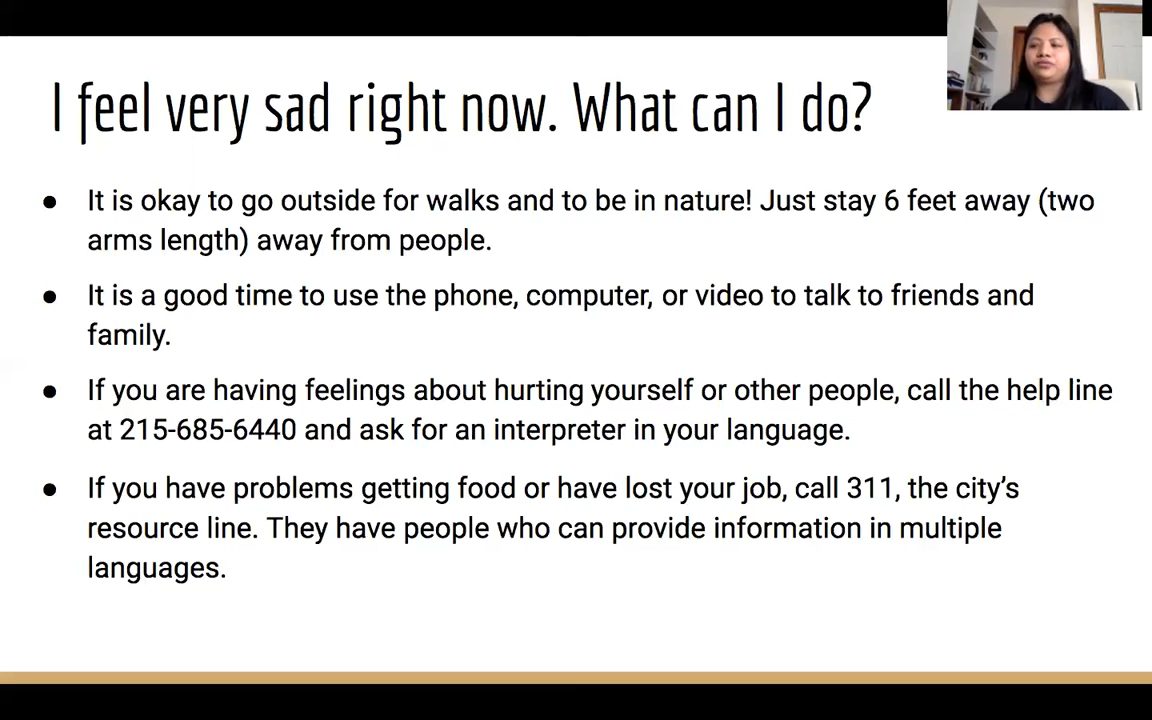 I feel very sad right now. What can I do?
● It is okay to go outside for walks and to be in nature! Just stay 6 feet away (two
arms length) away from people.
● It is a good time to use the phone, computer, or video to talk to friends and
family.
● If you are having feelings about hurting yourself or other people, call the help line
at 215-685-6440 and ask for an interpreter in your language.
● If you have problems getting food or have lost your job, call 311, the city's
resource line. They have people who can provide information in multiple
languages.